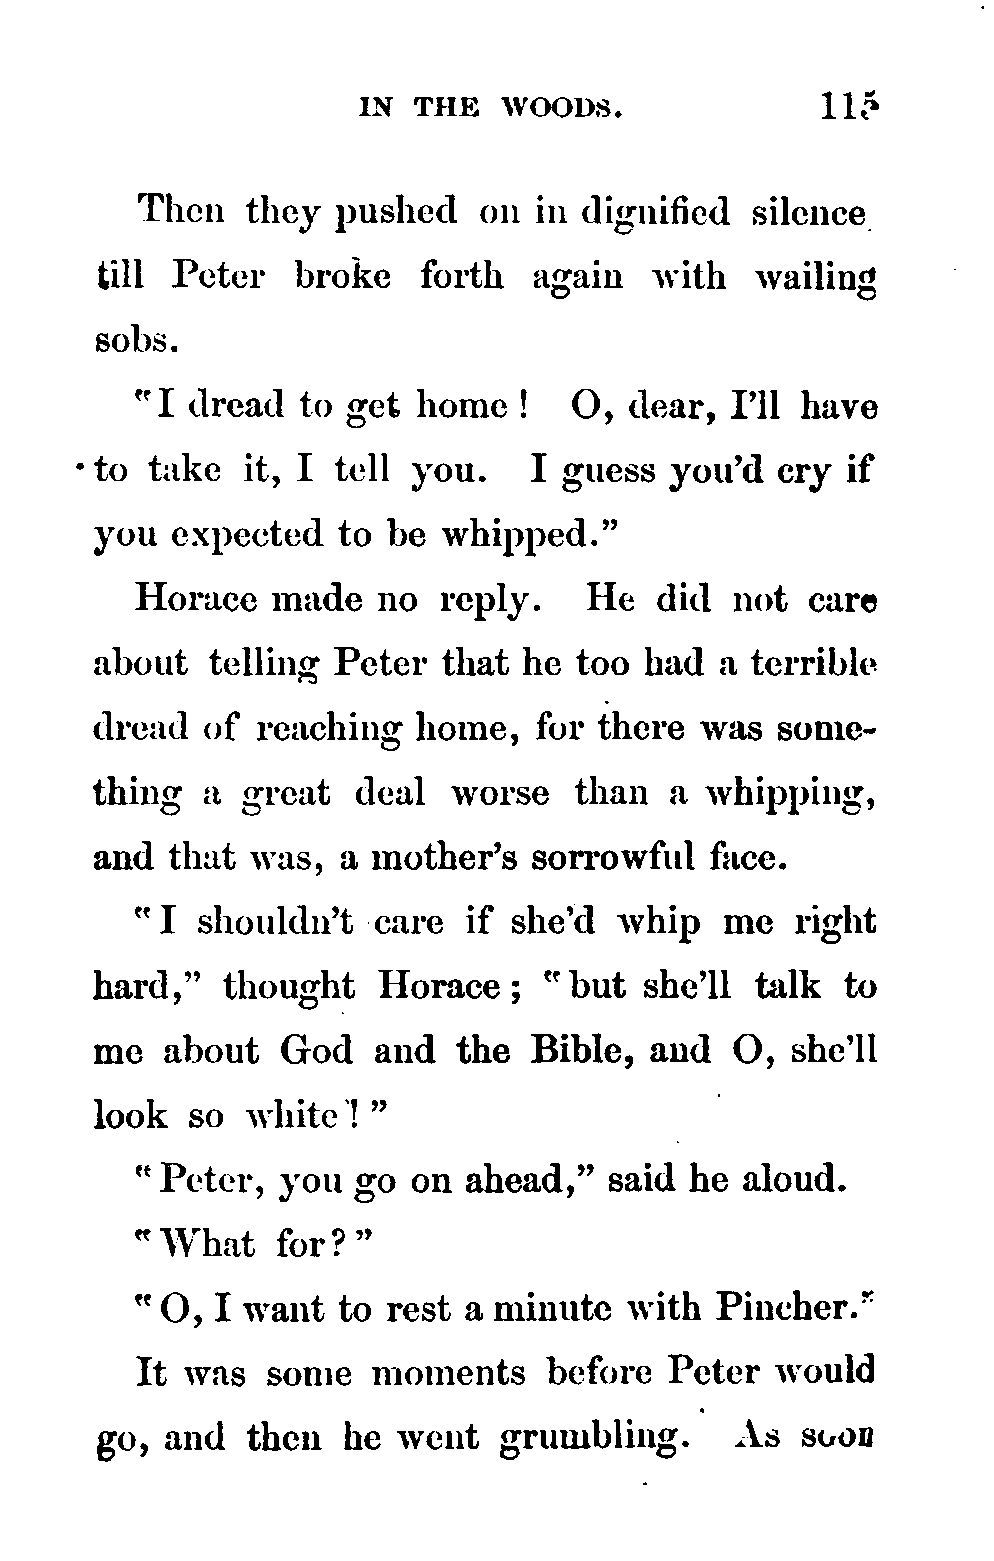 IN THE WOODS. 115
Then they pushed on in dignified silence
till Peter broke forth again with wailing
sobs.
"I dread to get home! O, dear, I'll have
to take it, I tell you. I guess you'd cry if
you expected to be whipped."
Horace made no reply. He did not care
about telling Peter that he too had a terrible
dread of reaching home, for there was some-
thing a great deal worse than a whipping,
and that was, a mother's sorrowful face.
"I shouldn't care if she'd whip me right
hard," thought Horace; "but she'll talk to
me about God and the Bible, and O, she'll
look so white!"
"Peter, you go on ahead," said he aloud.
"What for?"
"O, I want to rest a minute with Pincher."
It was some moments before Peter would
go, and then he went grumbling. As soon